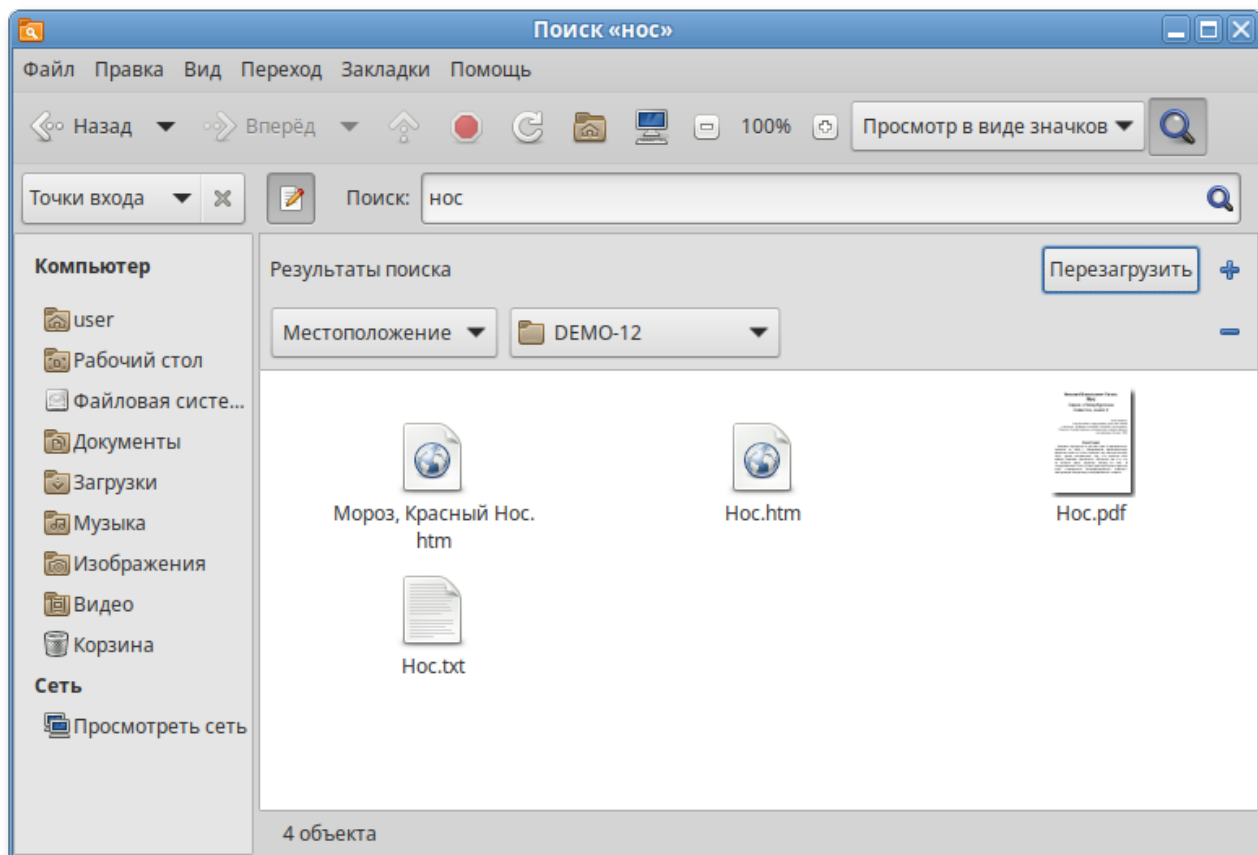 Поиск «нос»
Файл Правка Вид Переход Закладки Помощь
Назад Вперёд 100% Просмотр в виде значков
Точки входа Поиск: нос
Компьютер
user
Рабочий стол
Файловая систе...
Документы
Загрузки
Музыка
Изображения
Видео
Корзина
Сеть
Просмотреть сеть
Результаты поиска Перезагрузить
Местоположение DEMO-12
Мороз, Красный Нос.
htm
Нос.htm
Нос.pdf
Нос.txt
4 объекта